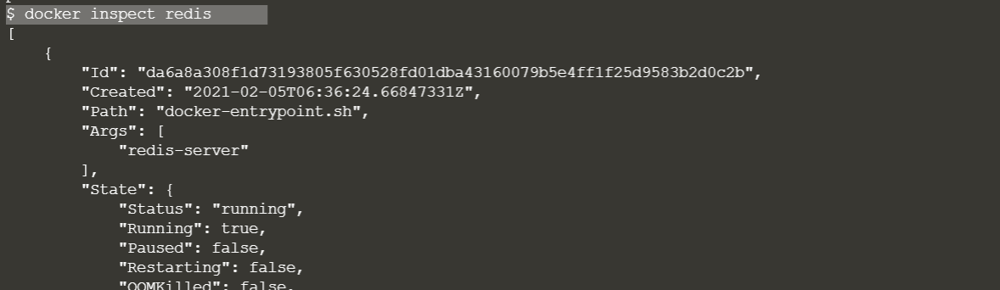 $ docker inspect redis
[
    {
        "Id": "da6a8a308f1d73193805f630528fd01dba43160079b5e4ff1f25d9583b2d0c2b",
        "Created": "2021-02-05T06:36:24.66847331Z",
        "Path": "docker-entrypoint.sh",
        "Args": [
            "redis-server"
        ],
        "State": {
            "Status": "running",
            "Running": true,
            "Paused": false,
            "Restarting": false,
            "OOMKilled": false,